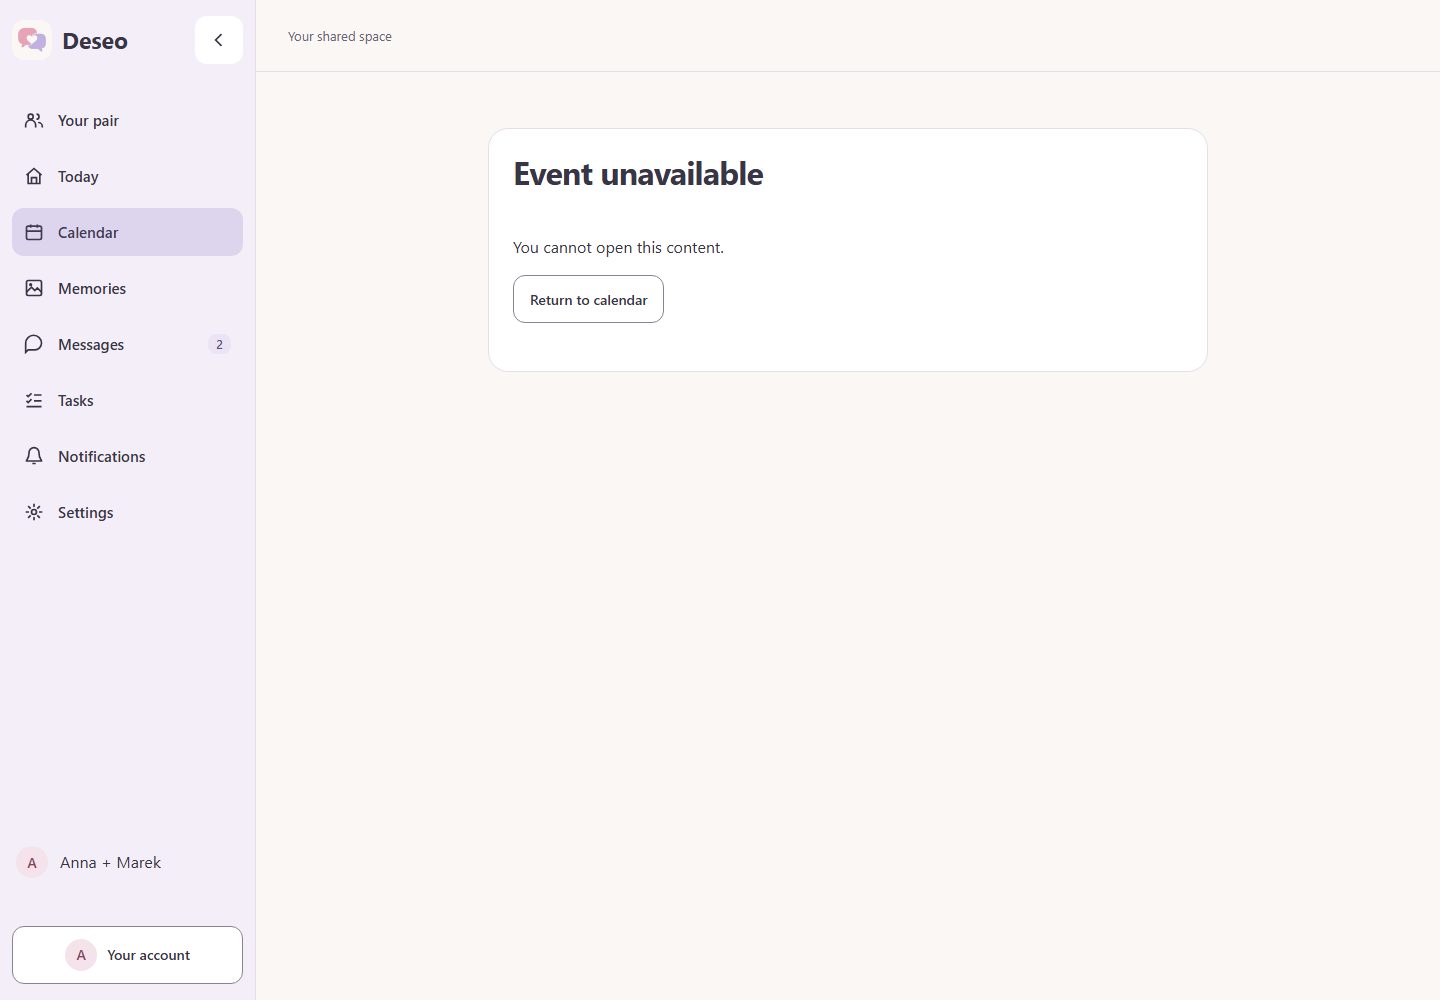 Deseo
Your pair
Today
Calendar
Memories
Messages 2
Tasks
Notifications
Settings
A Anna + Marek
A Your account
Your shared space
Event unavailable
You cannot open this content.
Return to calendar